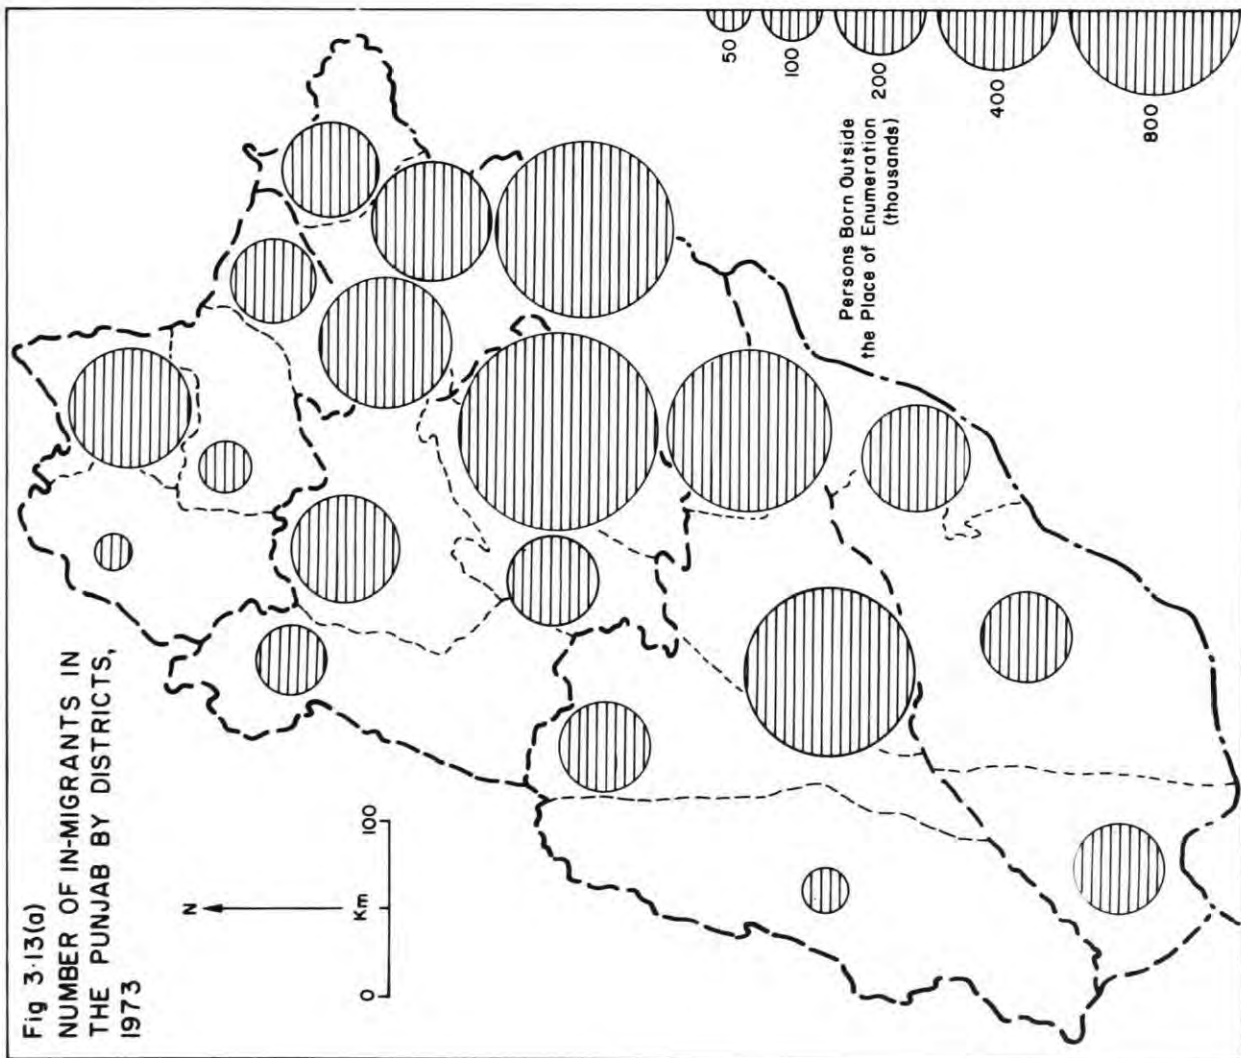 Fig 3·13(a)
NUMBER OF IN-MIGRANTS IN
THE PUNJAB BY DISTRICTS,
1973
N
0
Km
100
Persons Born Outside
the Place of Enumeration
(thousands)
50
100
200
400
800